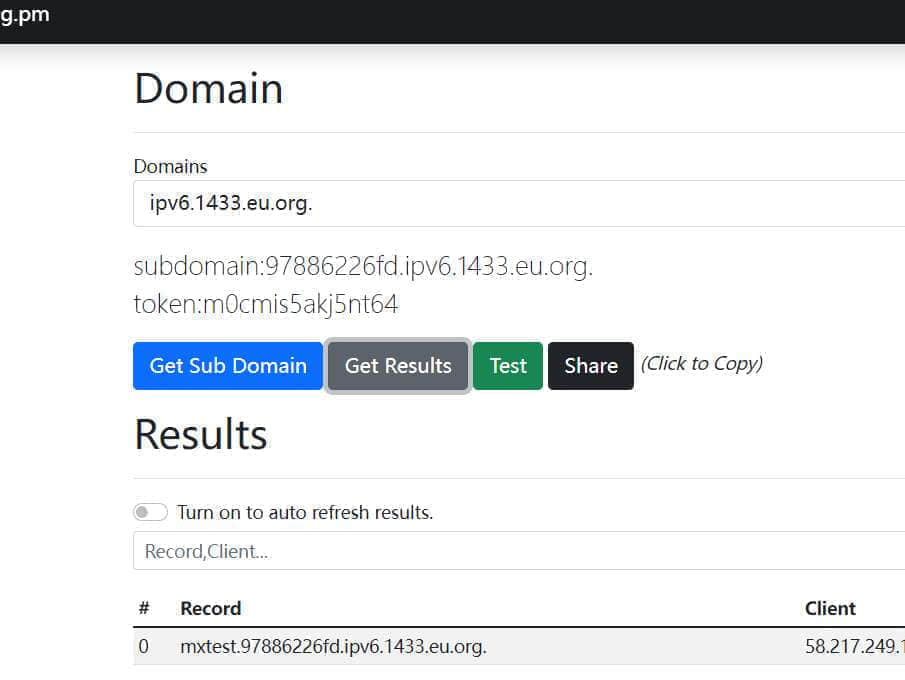 g.pm
Domain
Domains
ipv6.1433.eu.org.
subdomain:97886226fd.ipv6.1433.eu.org.
token:m0cmis5akj5nt64
Get Sub Domain Get Results Test Share (Click to Copy)
Results
Turn on to auto refresh results.
Record,Client...
# Record Client
0 mxtest.97886226fd.ipv6.1433.eu.org. 58.217.249.1